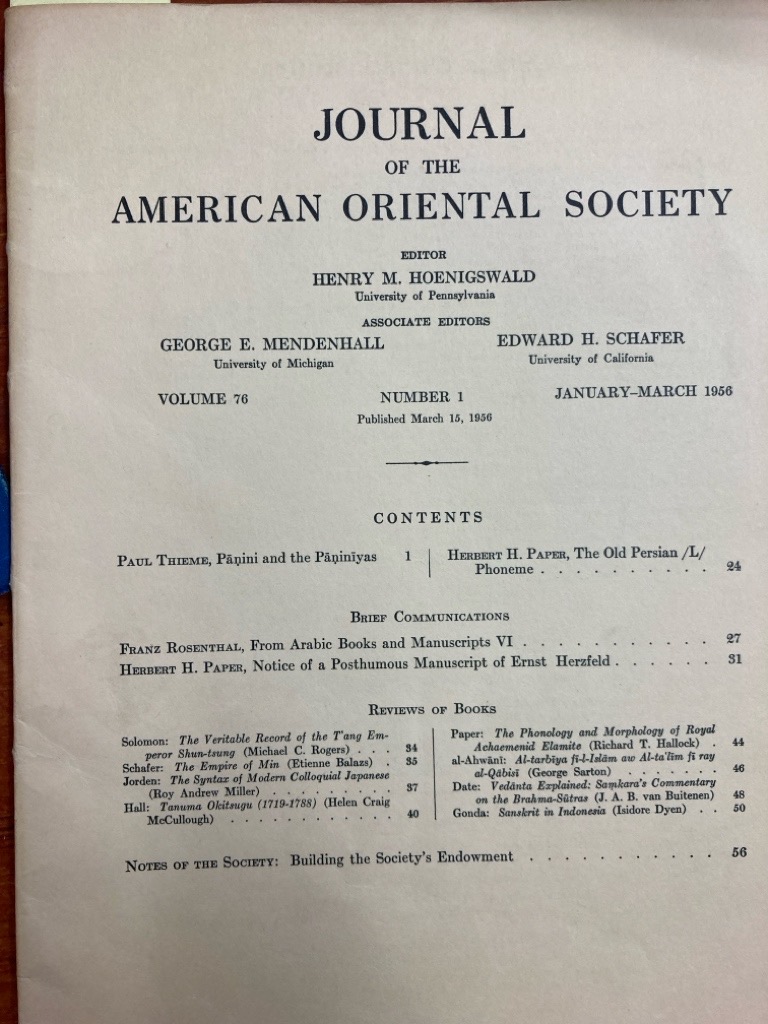 JOURNAL
OF THE
AMERICAN ORIENTAL SOCIETY
EDITOR
HENRY M. HOENIGSWALD
University of Pennsylvania
ASSOCIATE EDITORS
GEORGE E. MENDENHALL
University of Michigan
EDWARD H. SCHAFER
University of California
VOLUME 76 NUMBER 1 JANUARY–MARCH 1956
Published March 15, 1956
CONTENTS
PAUL THIEME, Pāṇini and the Pāṇinīyas 1
HERBERT H. PAPER, The Old Persian /L/
Phoneme . . . . . . . . . . 24
BRIEF COMMUNICATIONS
FRANZ ROSENTHAL, From Arabic Books and Manuscripts VI . . . . . . . . . . . 27
HERBERT H. PAPER, Notice of a Posthumous Manuscript of Ernst Herzfeld . . . . . . 31
REVIEWS OF BOOKS
Solomon: The Veritable Record of the T'ang Em-
peror Shun-tsung (Michael C. Rogers) . . . 34
Schafer: The Empire of Min (Etienne Balazs) . 35
Jorden: The Syntax of Modern Colloquial Japanese
(Roy Andrew Miller) . . . . . . . . . 37
Hall: Tanuma Okitsugu (1719-1788) (Helen Craig
McCullough) . . . . . . . . . . . . 40
Paper: The Phonology and Morphology of Royal
Achaemenid Elamite (Richard T. Hallock) . 44
al-Ahwānī: Al-tarbīya fī-l-Islām aw Al-ta'līm fī ray
al-Qābisī (George Sarton) . . . . . . . 46
Date: Vedānta Explained: Saṃkara's Commentary
on the Brahma-Sūtras (J. A. B. van Buitenen) 48
Gonda: Sanskrit in Indonesia (Isidore Dyen) . . 50
NOTES OF THE SOCIETY: Building the Society's Endowment . . . . . . . . . . . 56